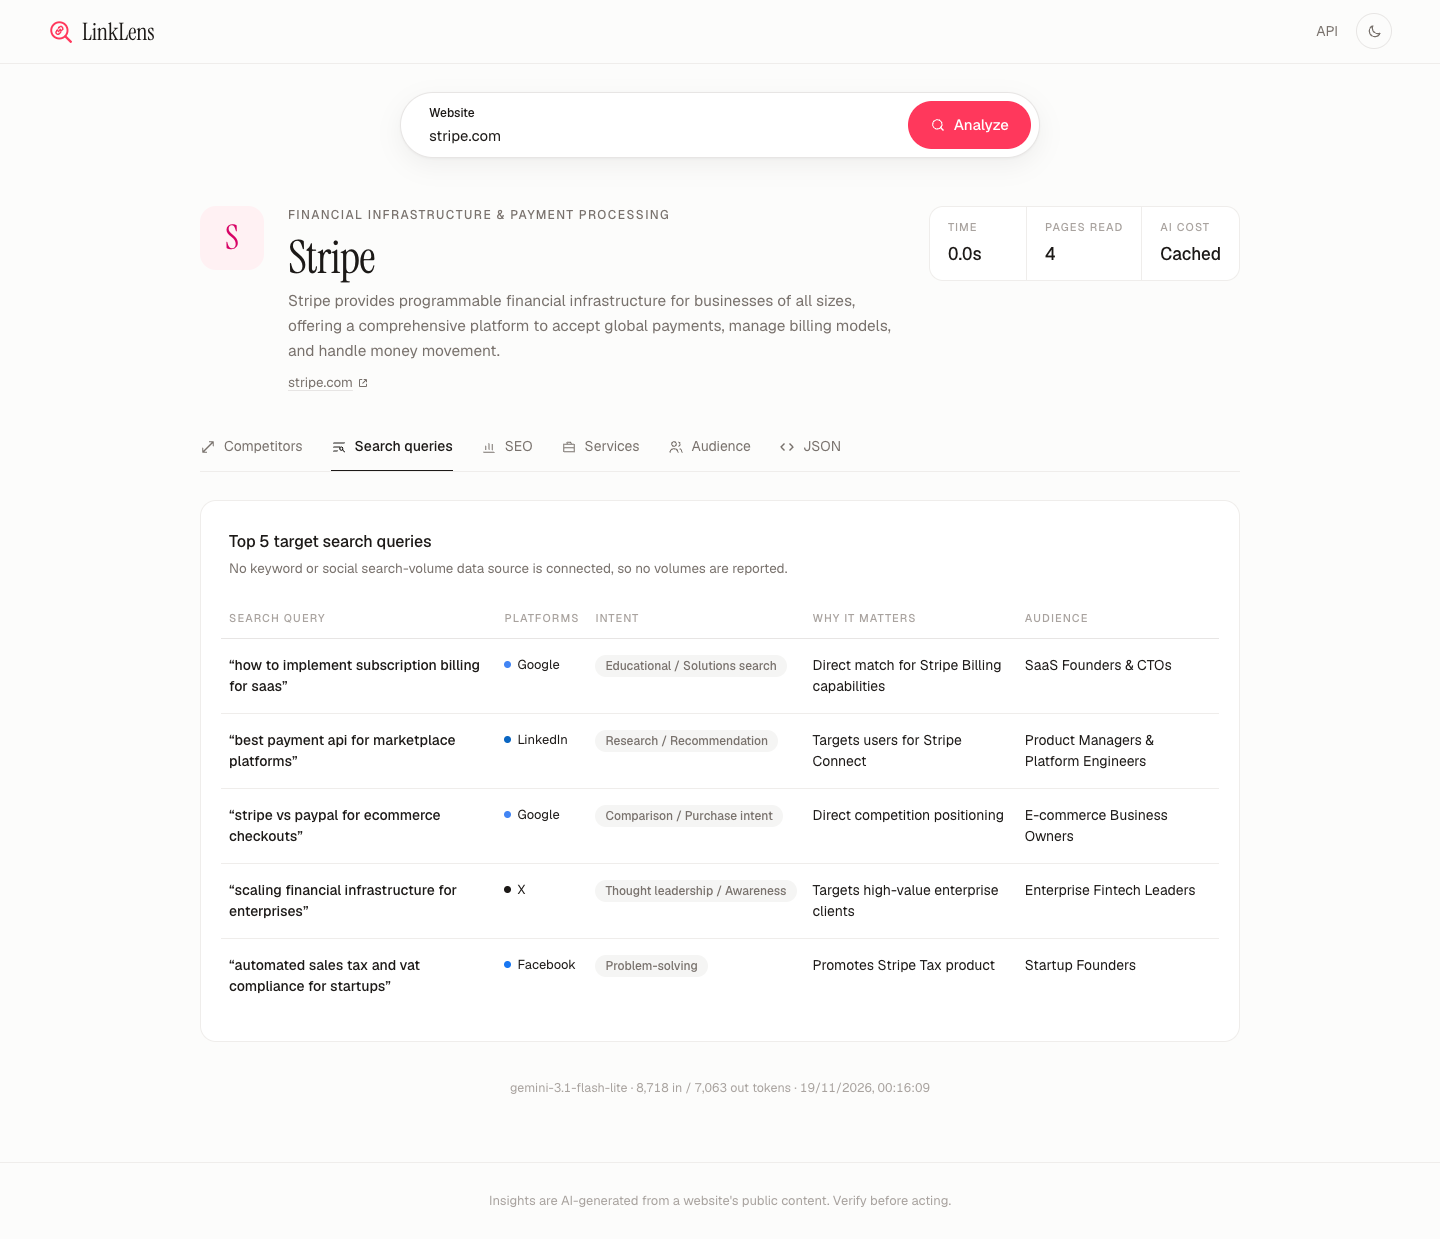 LinkLens
API
Website
stripe.com
Analyze
S
FINANCIAL INFRASTRUCTURE & PAYMENT PROCESSING
Stripe
Stripe provides programmable financial infrastructure for businesses of all sizes,
offering a comprehensive platform to accept global payments, manage billing models,
and handle money movement.
stripe.com
TIME
0.0s
PAGES READ
4
AI COST
Cached
Competitors
Search queries
SEO
Services
Audience
JSON
Top 5 target search queries
No keyword or social search-volume data source is connected, so no volumes are reported.
SEARCH QUERY PLATFORMS INTENT WHY IT MATTERS AUDIENCE
“how to implement subscription billing
for saas”
Google
Educational / Solutions search
Direct match for Stripe Billing
capabilities
SaaS Founders & CTOs
“best payment api for marketplace
platforms”
LinkedIn
Research / Recommendation
Targets users for Stripe
Connect
Product Managers &
Platform Engineers
“stripe vs paypal for ecommerce
checkouts”
Google
Comparison / Purchase intent
Direct competition positioning
E-commerce Business
Owners
“scaling financial infrastructure for
enterprises”
X
Thought leadership / Awareness
Targets high-value enterprise
clients
Enterprise Fintech Leaders
“automated sales tax and vat
compliance for startups”
Facebook
Problem-solving
Promotes Stripe Tax product
Startup Founders
gemini-3.1-flash-lite · 8,718 in / 7,063 out tokens · 19/11/2026, 00:16:09
Insights are AI-generated from a website's public content. Verify before acting.